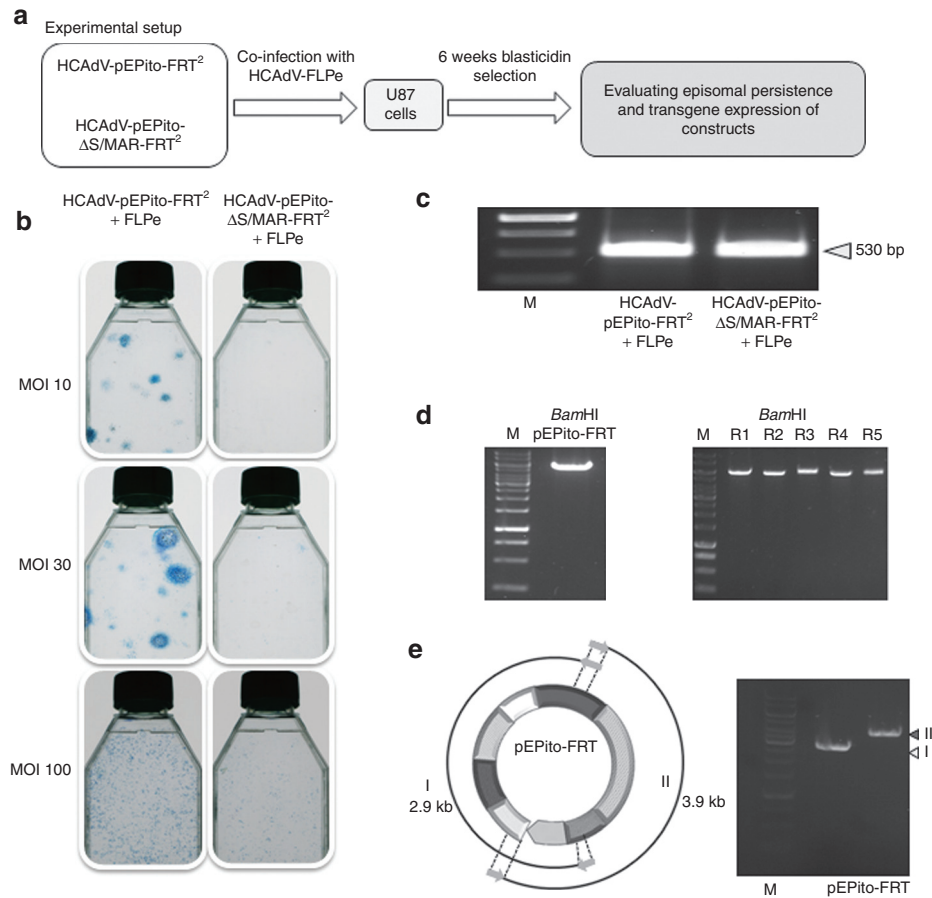 a
Experimental setup
HCAdV-pEPito-FRT²
HCAdV-pEPito-
ΔS/MAR-FRT²
Co-infection with
HCAdV-FLPe
U87
cells
6 weeks blasticidin
selection
Evaluating episomal persistence
and transgene expression of
constructs
b
HCAdV-pEPito-FRT²
+ FLPe
HCAdV-pEPito-
ΔS/MAR-FRT²
+ FLPe
MOI 10
MOI 30
MOI 100
c
530 bp
M
HCAdV-
pEPito-FRT²
+ FLPe
HCAdV-pEPito-
ΔS/MAR-FRT²
+ FLPe
d
BamHI
M pEPito-FRT
BamHI
M R1 R2 R3 R4 R5
e
pEPito-FRT
I
2.9 kb
II
3.9 kb
II
I
M pEPito-FRT